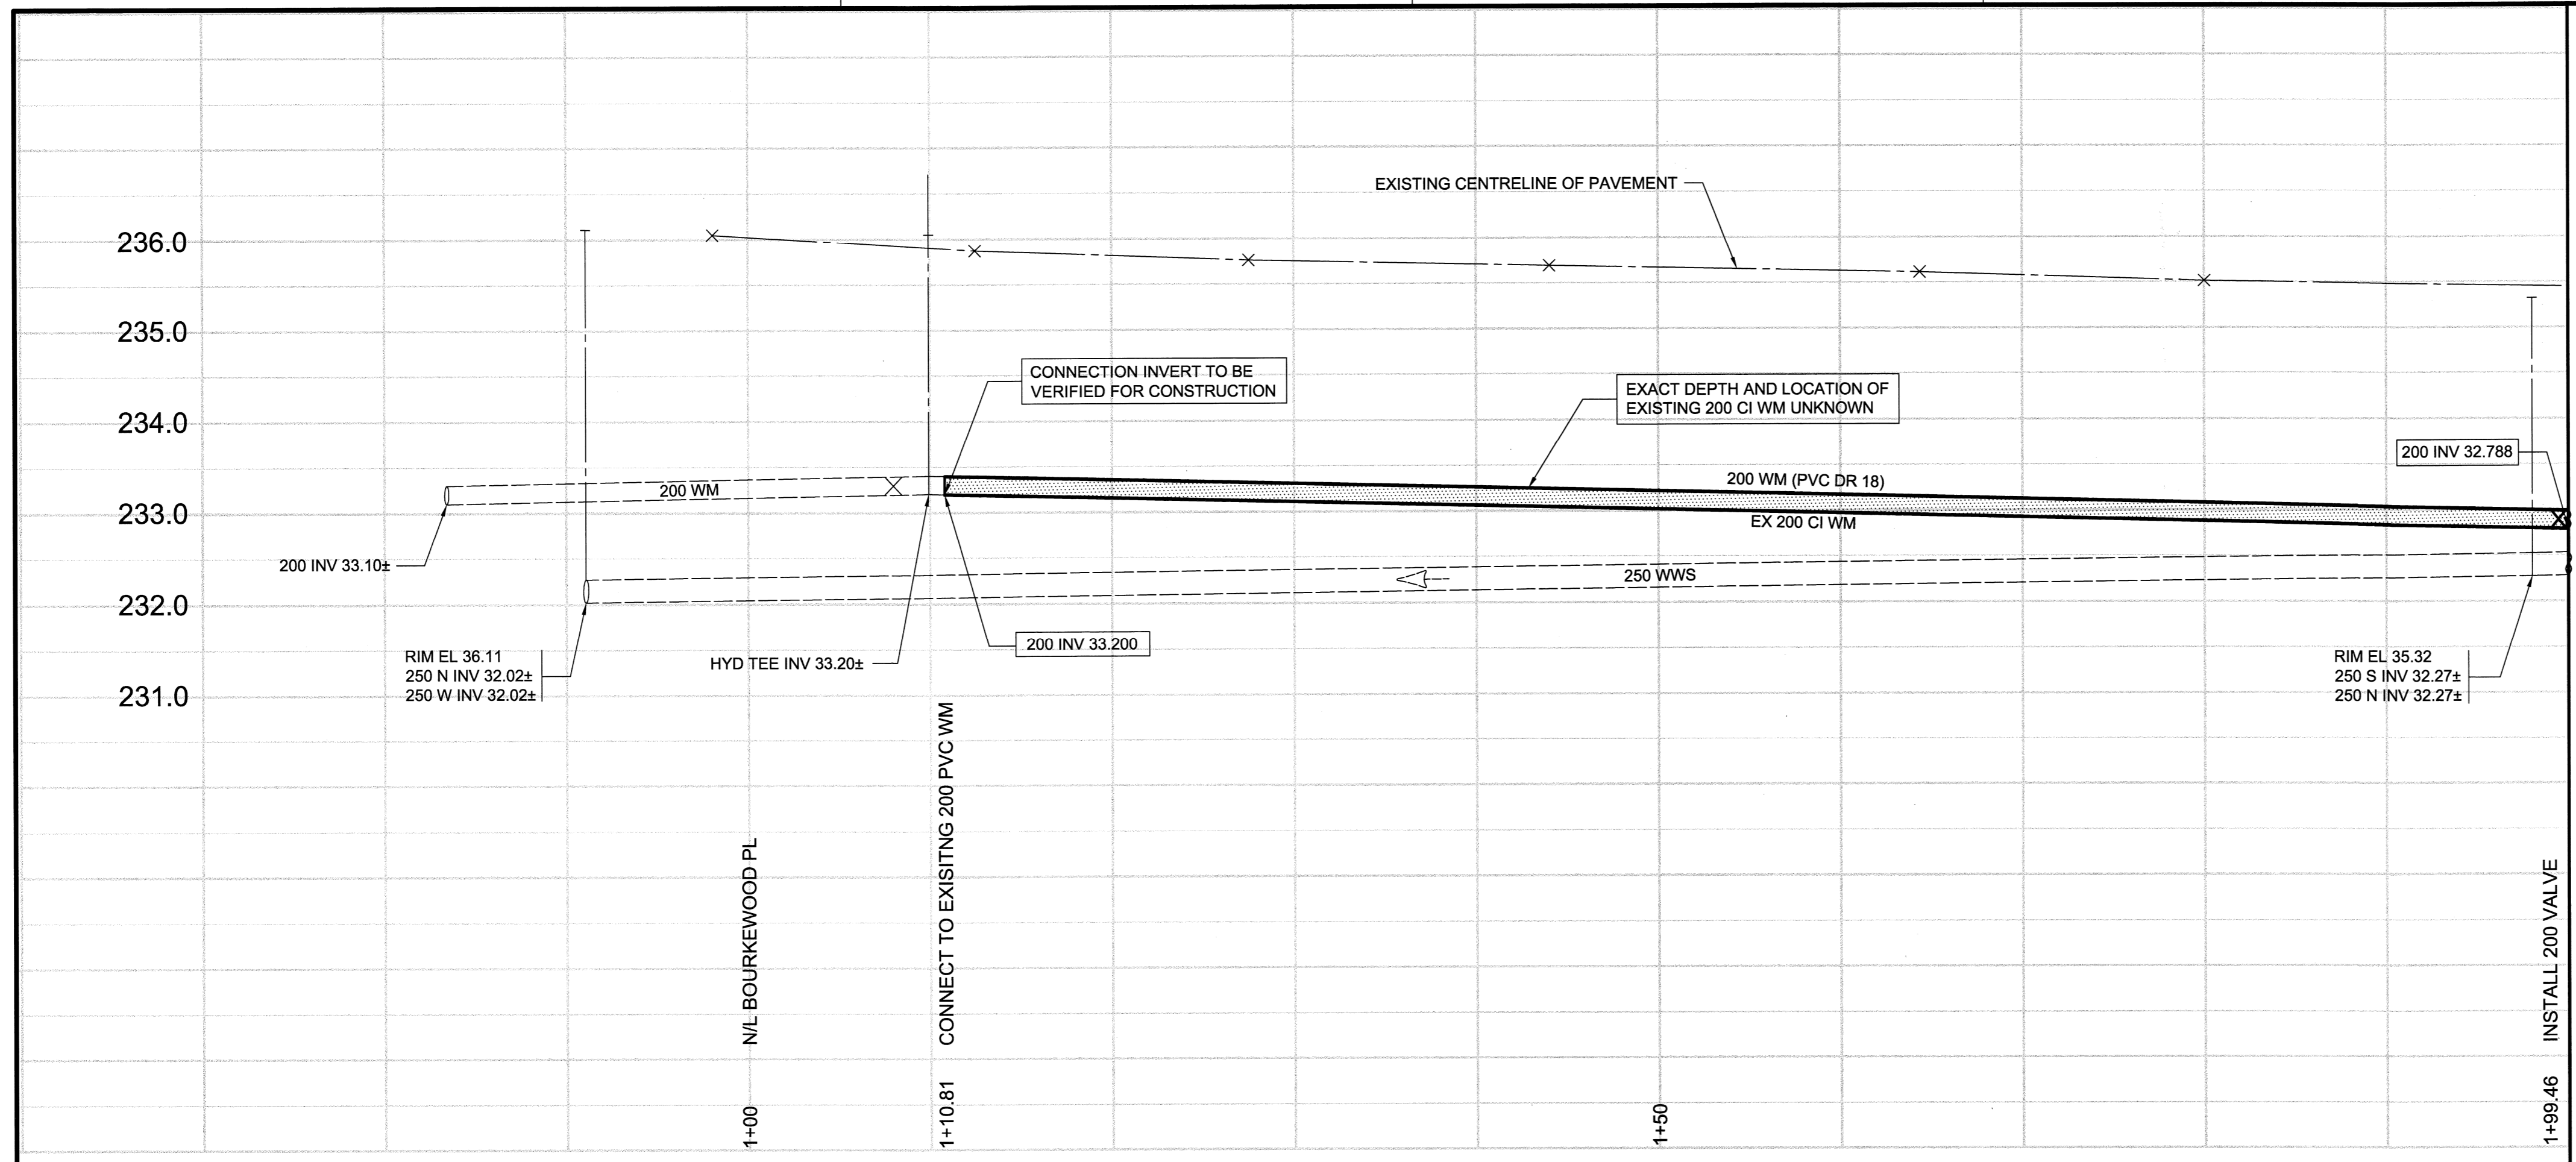 EXISTING CENTRELINE OF PAVEMENT
236.0
235.0
234.0
233.0
232.0
231.0
CONNECTION INVERT TO BE
VERIFIED FOR CONSTRUCTION
EXACT DEPTH AND LOCATION OF
EXISTING 200 CI WM UNKNOWN
200 INV 32.788
200 WM
200 WM (PVC DR 18)
EX 200 CI WM
200 INV 33.10±
250 WWS
RIM EL 36.11
250 N INV 32.02±
250 W INV 32.02±
HYD TEE INV 33.20±
200 INV 33.200
RIM EL 35.32
250 S INV 32.27±
250 N INV 32.27±
N/L BOURKEWOOD PL
1+00
CONNECT TO EXISITNG 200 PVC WM
1+10.81
1+50
INSTALL 200 VALVE
1+99.46